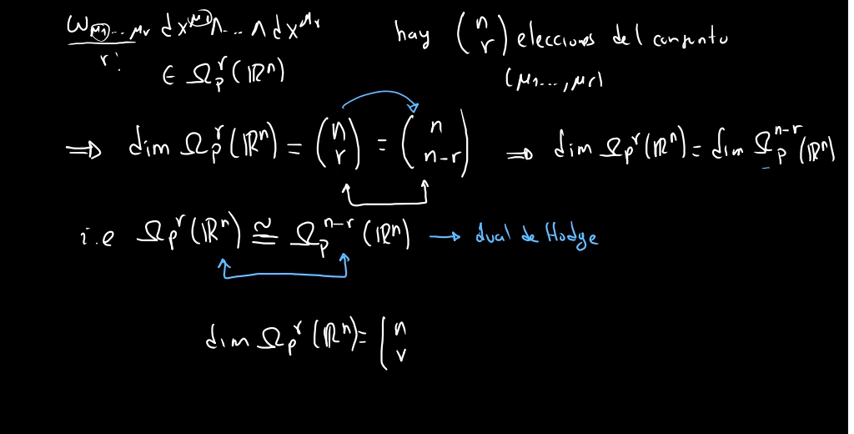 ω_{μ1…μr} / r! dx^{μ1} ∧ … ∧ dx^{μr} hay (n r) elecciones del conjunto
∈ Ω_p^r(ℝ^n) (μ1…, μr)
⇒ dim Ω_p^r(ℝ^n) = (n r) = (n n-r) ⇒ dim Ω_p^r(ℝ^n) = dim Ω_p^{n-r}(ℝ^n)
i.e Ω_p^r(ℝ^n) ≅ Ω_p^{n-r}(ℝ^n) → dual de Hodge
dim Ω_p^r(ℝ^n) = (n r